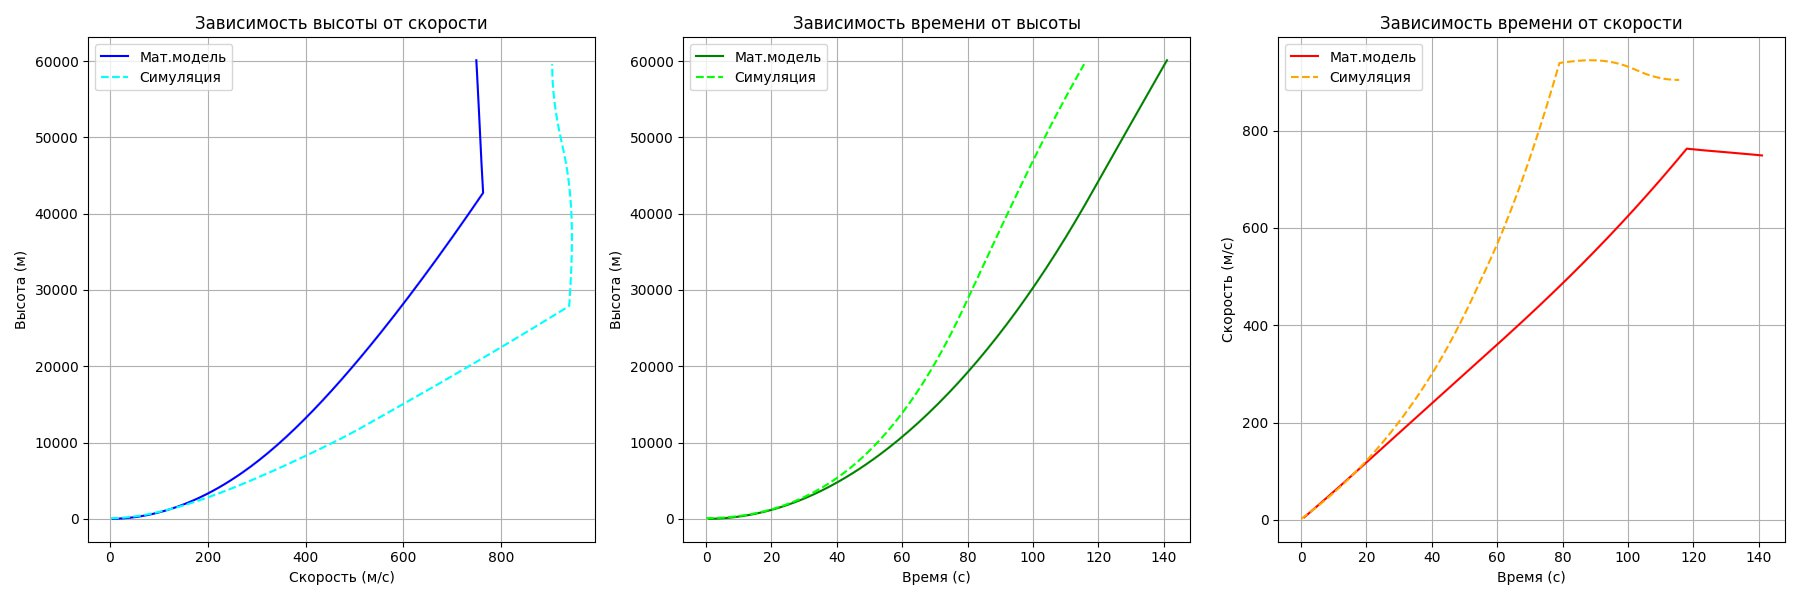 Зависимость высоты от скорости
Мат.модель
Симуляция
60000
50000
40000
30000
20000
10000
0
Высота (м)
0 200 400 600 800
Скорость (м/с)
Зависимость времени от высоты
Мат.модель
Симуляция
60000
50000
40000
30000
20000
10000
0
Высота (м)
0 20 40 60 80 100 120 140
Время (с)
Зависимость времени от скорости
Мат.модель
Симуляция
800
600
400
200
0
Скорость (м/с)
0 20 40 60 80 100 120 140
Время (с)